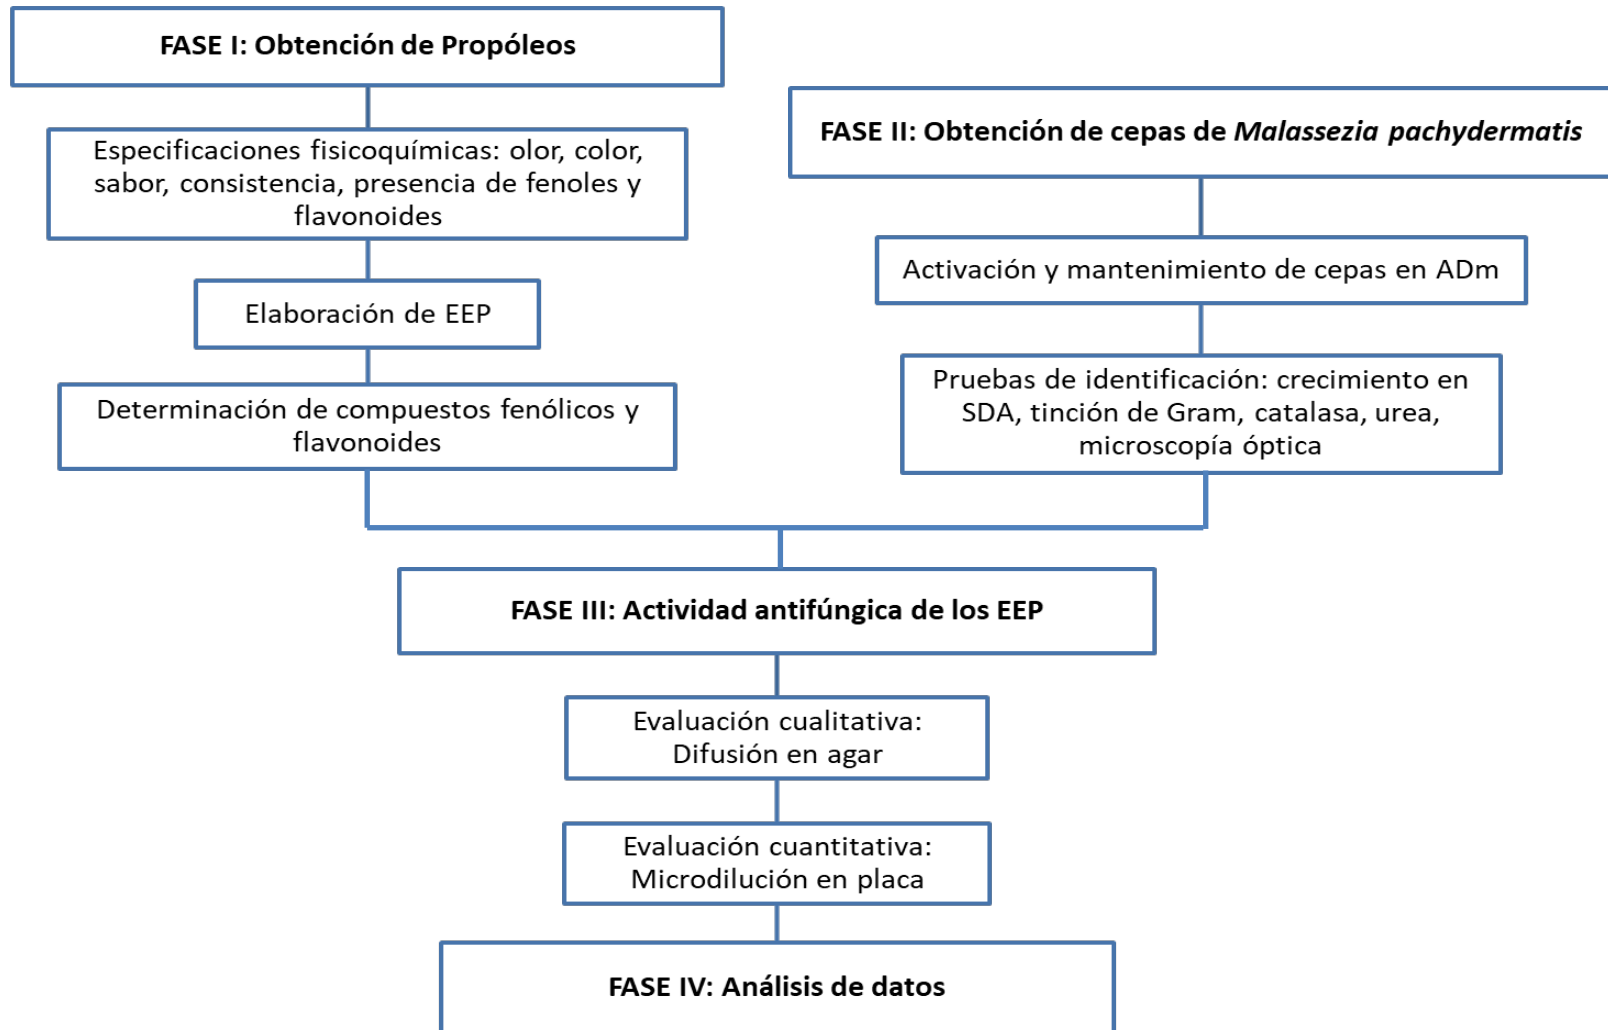 FASE I: Obtención de Propóleos
Especificaciones fisicoquímicas: olor, color,
sabor, consistencia, presencia de fenoles y
flavonoides
Elaboración de EEP
Determinación de compuestos fenólicos y
flavonoides
FASE II: Obtención de cepas de Malassezia pachydermatis
Activación y mantenimiento de cepas en ADm
Pruebas de identificación: crecimiento en
SDA, tinción de Gram, catalasa, urea,
microscopía óptica
FASE III: Actividad antifúngica de los EEP
Evaluación cualitativa:
Difusión en agar
Evaluación cuantitativa:
Microdilución en placa
FASE IV: Análisis de datos